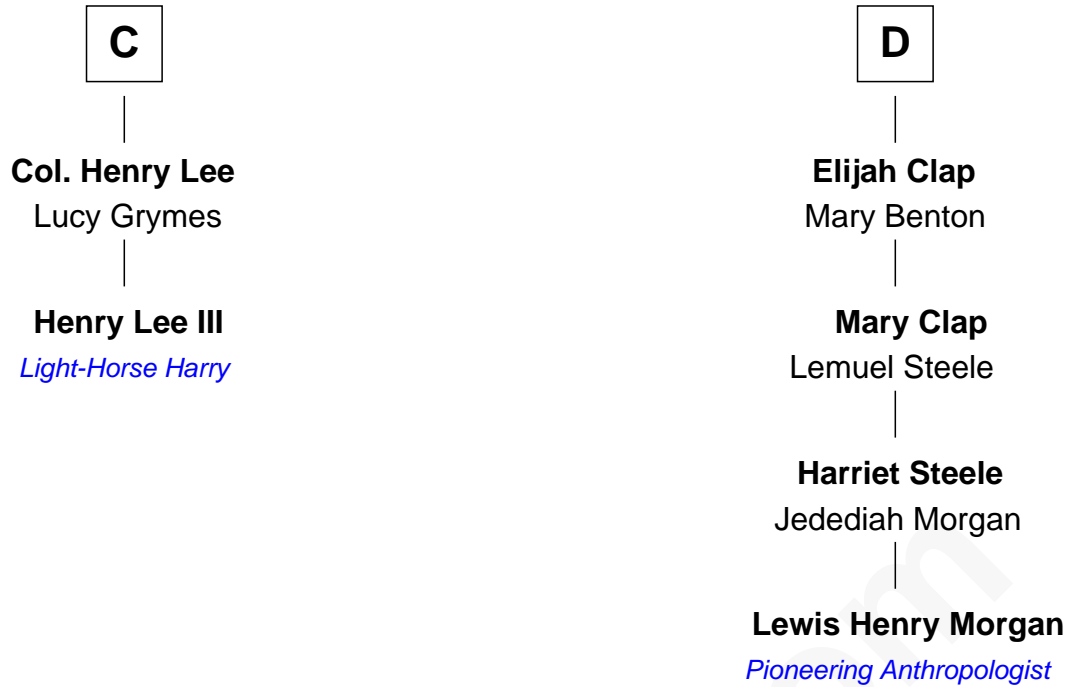 C
Col. Henry Lee
Lucy Grymes
Henry Lee III
Light-Horse Harry
D
Elijah Clap
Mary Benton
Mary Clap
Lemuel Steele
Harriet Steele
Jedediah Morgan
Lewis Henry Morgan
Pioneering Anthropologist